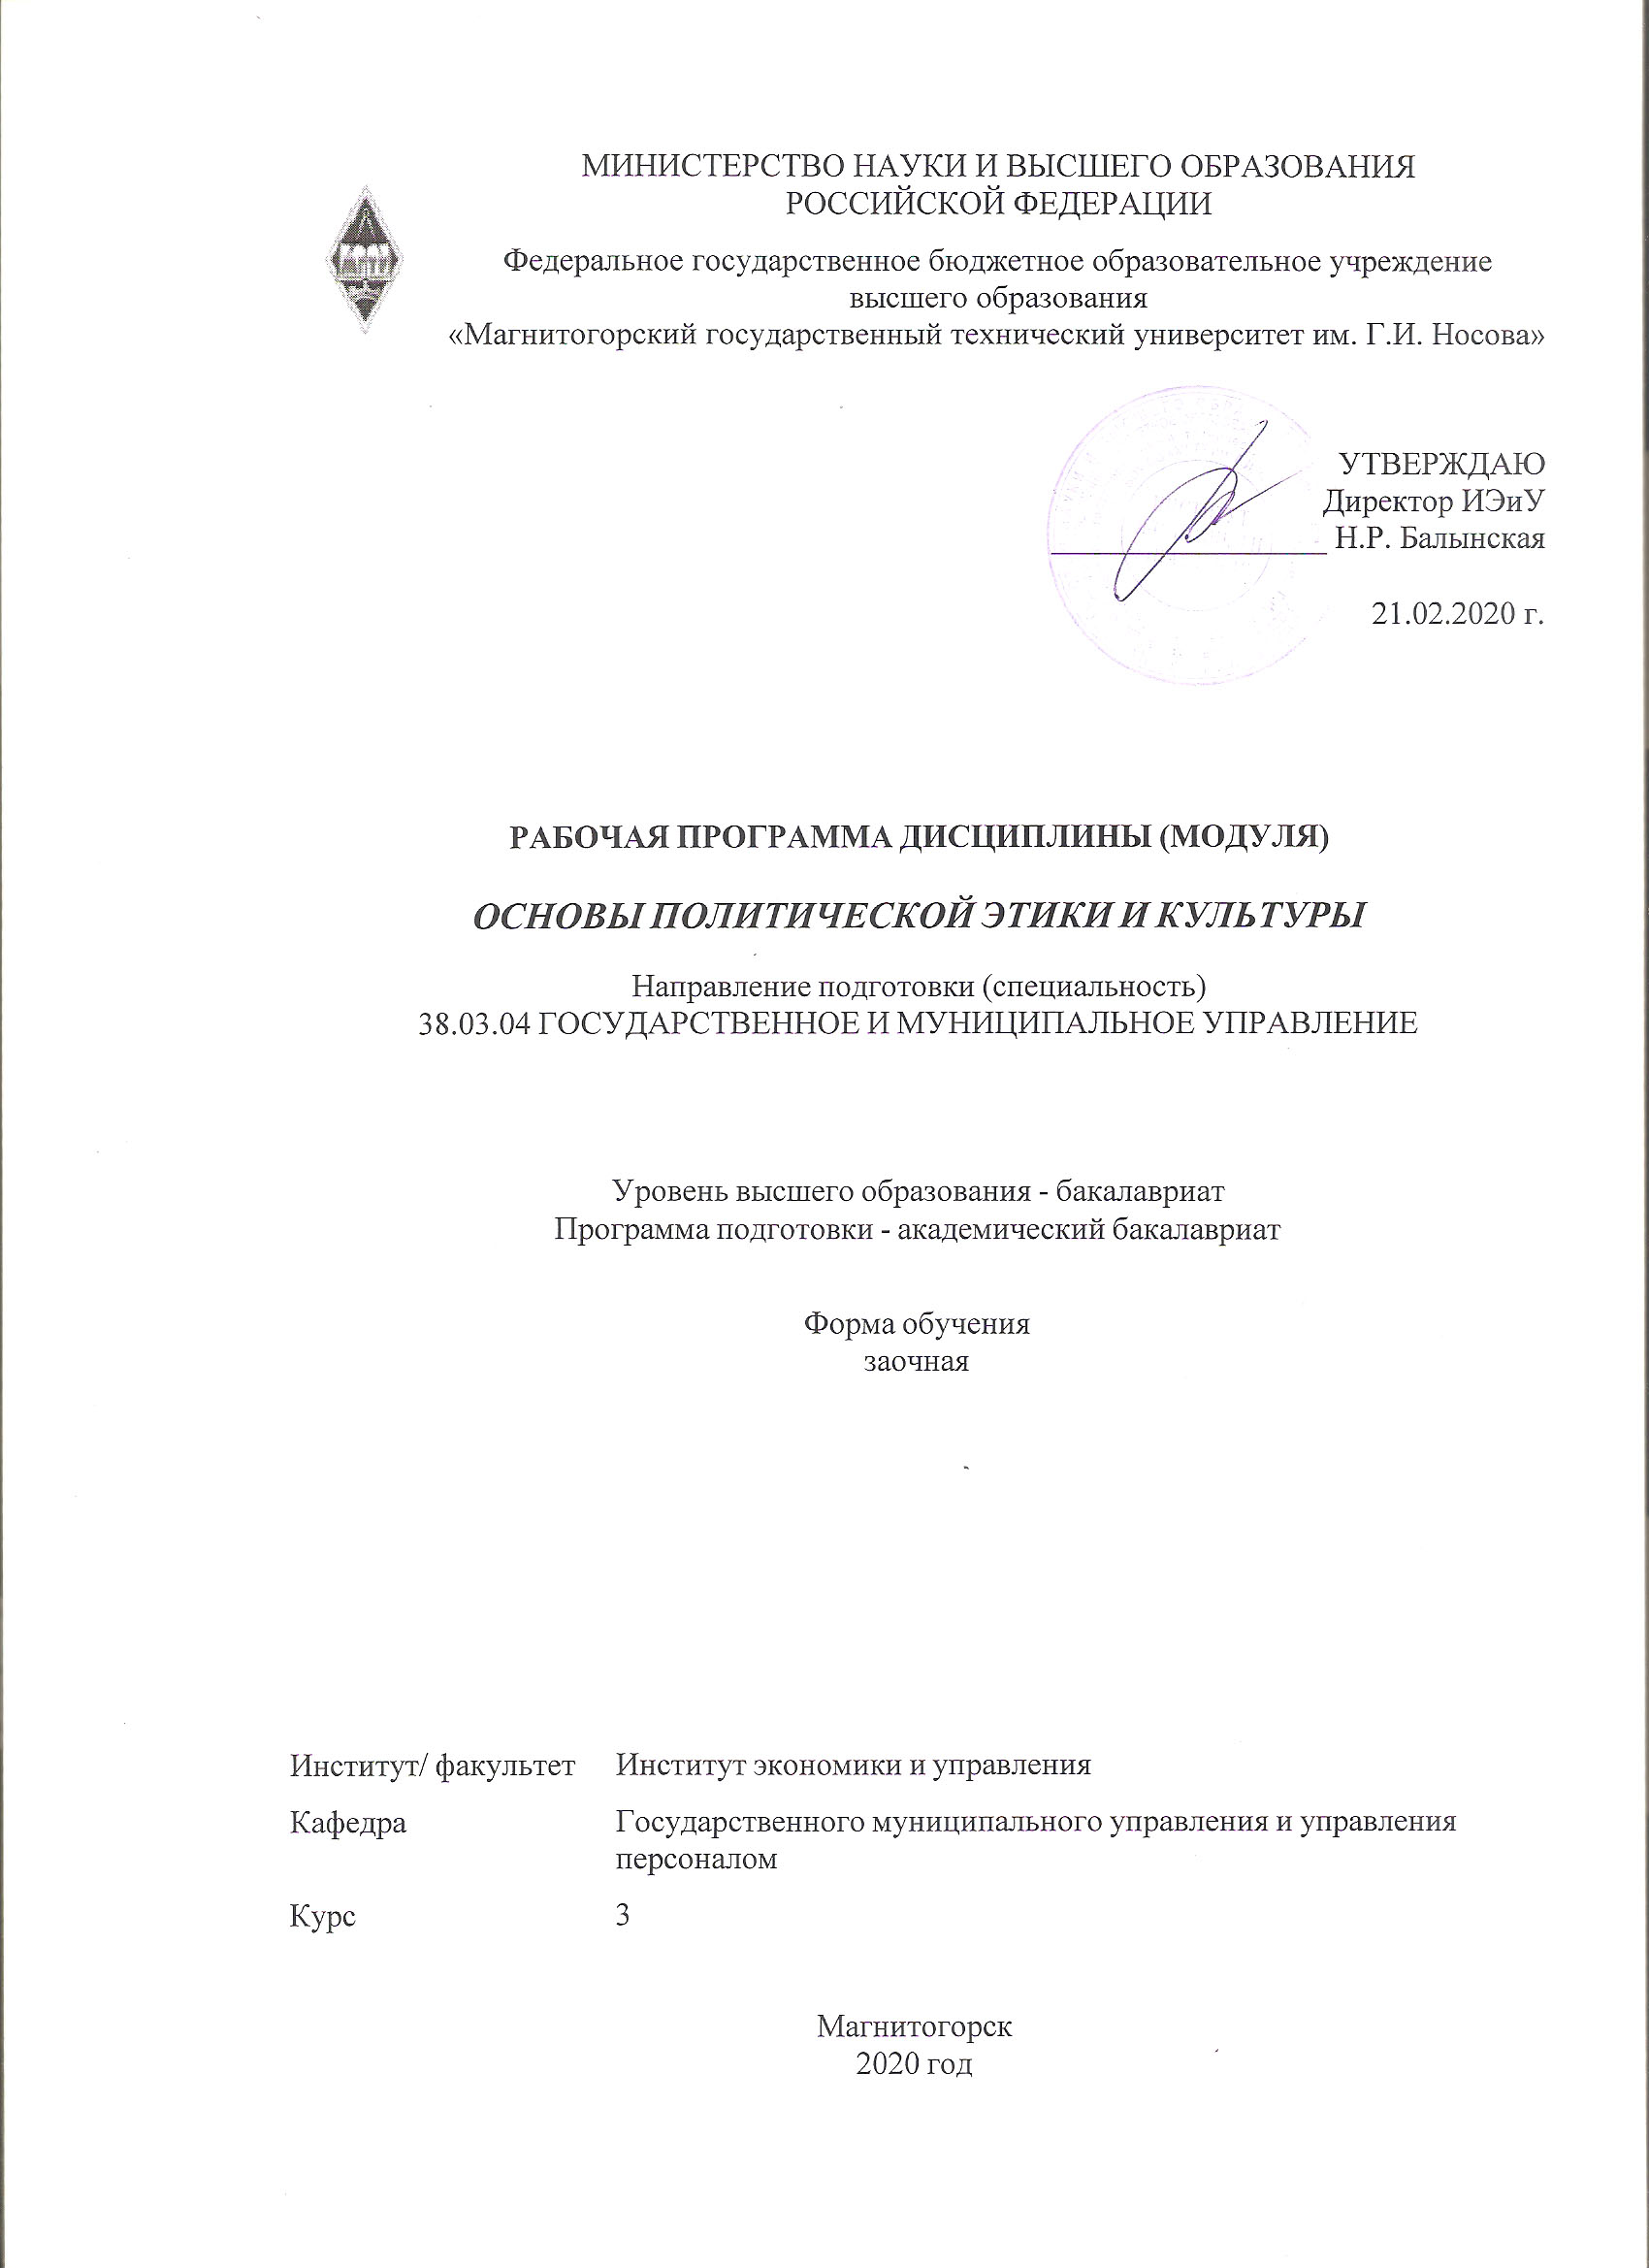 МИНИСТЕРСТВО НАУКИ И ВЫСШЕГО ОБРАЗОВАНИЯ
РОССИЙСКОЙ ФЕДЕРАЦИИ
Федеральное государственное бюджетное образовательное учреждение
высшего образования
«Магнитогорский государственный технический университет им. Г.И. Носова»
УТВЕРЖДАЮ
Директор ИЭиУ
Н.Р. Балынская
21.02.2020 г.
РАБОЧАЯ ПРОГРАММА ДИСЦИПЛИНЫ (МОДУЛЯ)
ОСНОВЫ ПОЛИТИЧЕСКОЙ ЭТИКИ И КУЛЬТУРЫ
Направление подготовки (специальность)
38.03.04 ГОСУДАРСТВЕННОЕ И МУНИЦИПАЛЬНОЕ УПРАВЛЕНИЕ
Уровень высшего образования - бакалавриат
Программа подготовки - академический бакалавриат
Форма обучения
заочная
Институт/ факультет Институт экономики и управления
Кафедра Государственного муниципального управления и управления
персоналом
Курс 3
Магнитогорск
2020 год